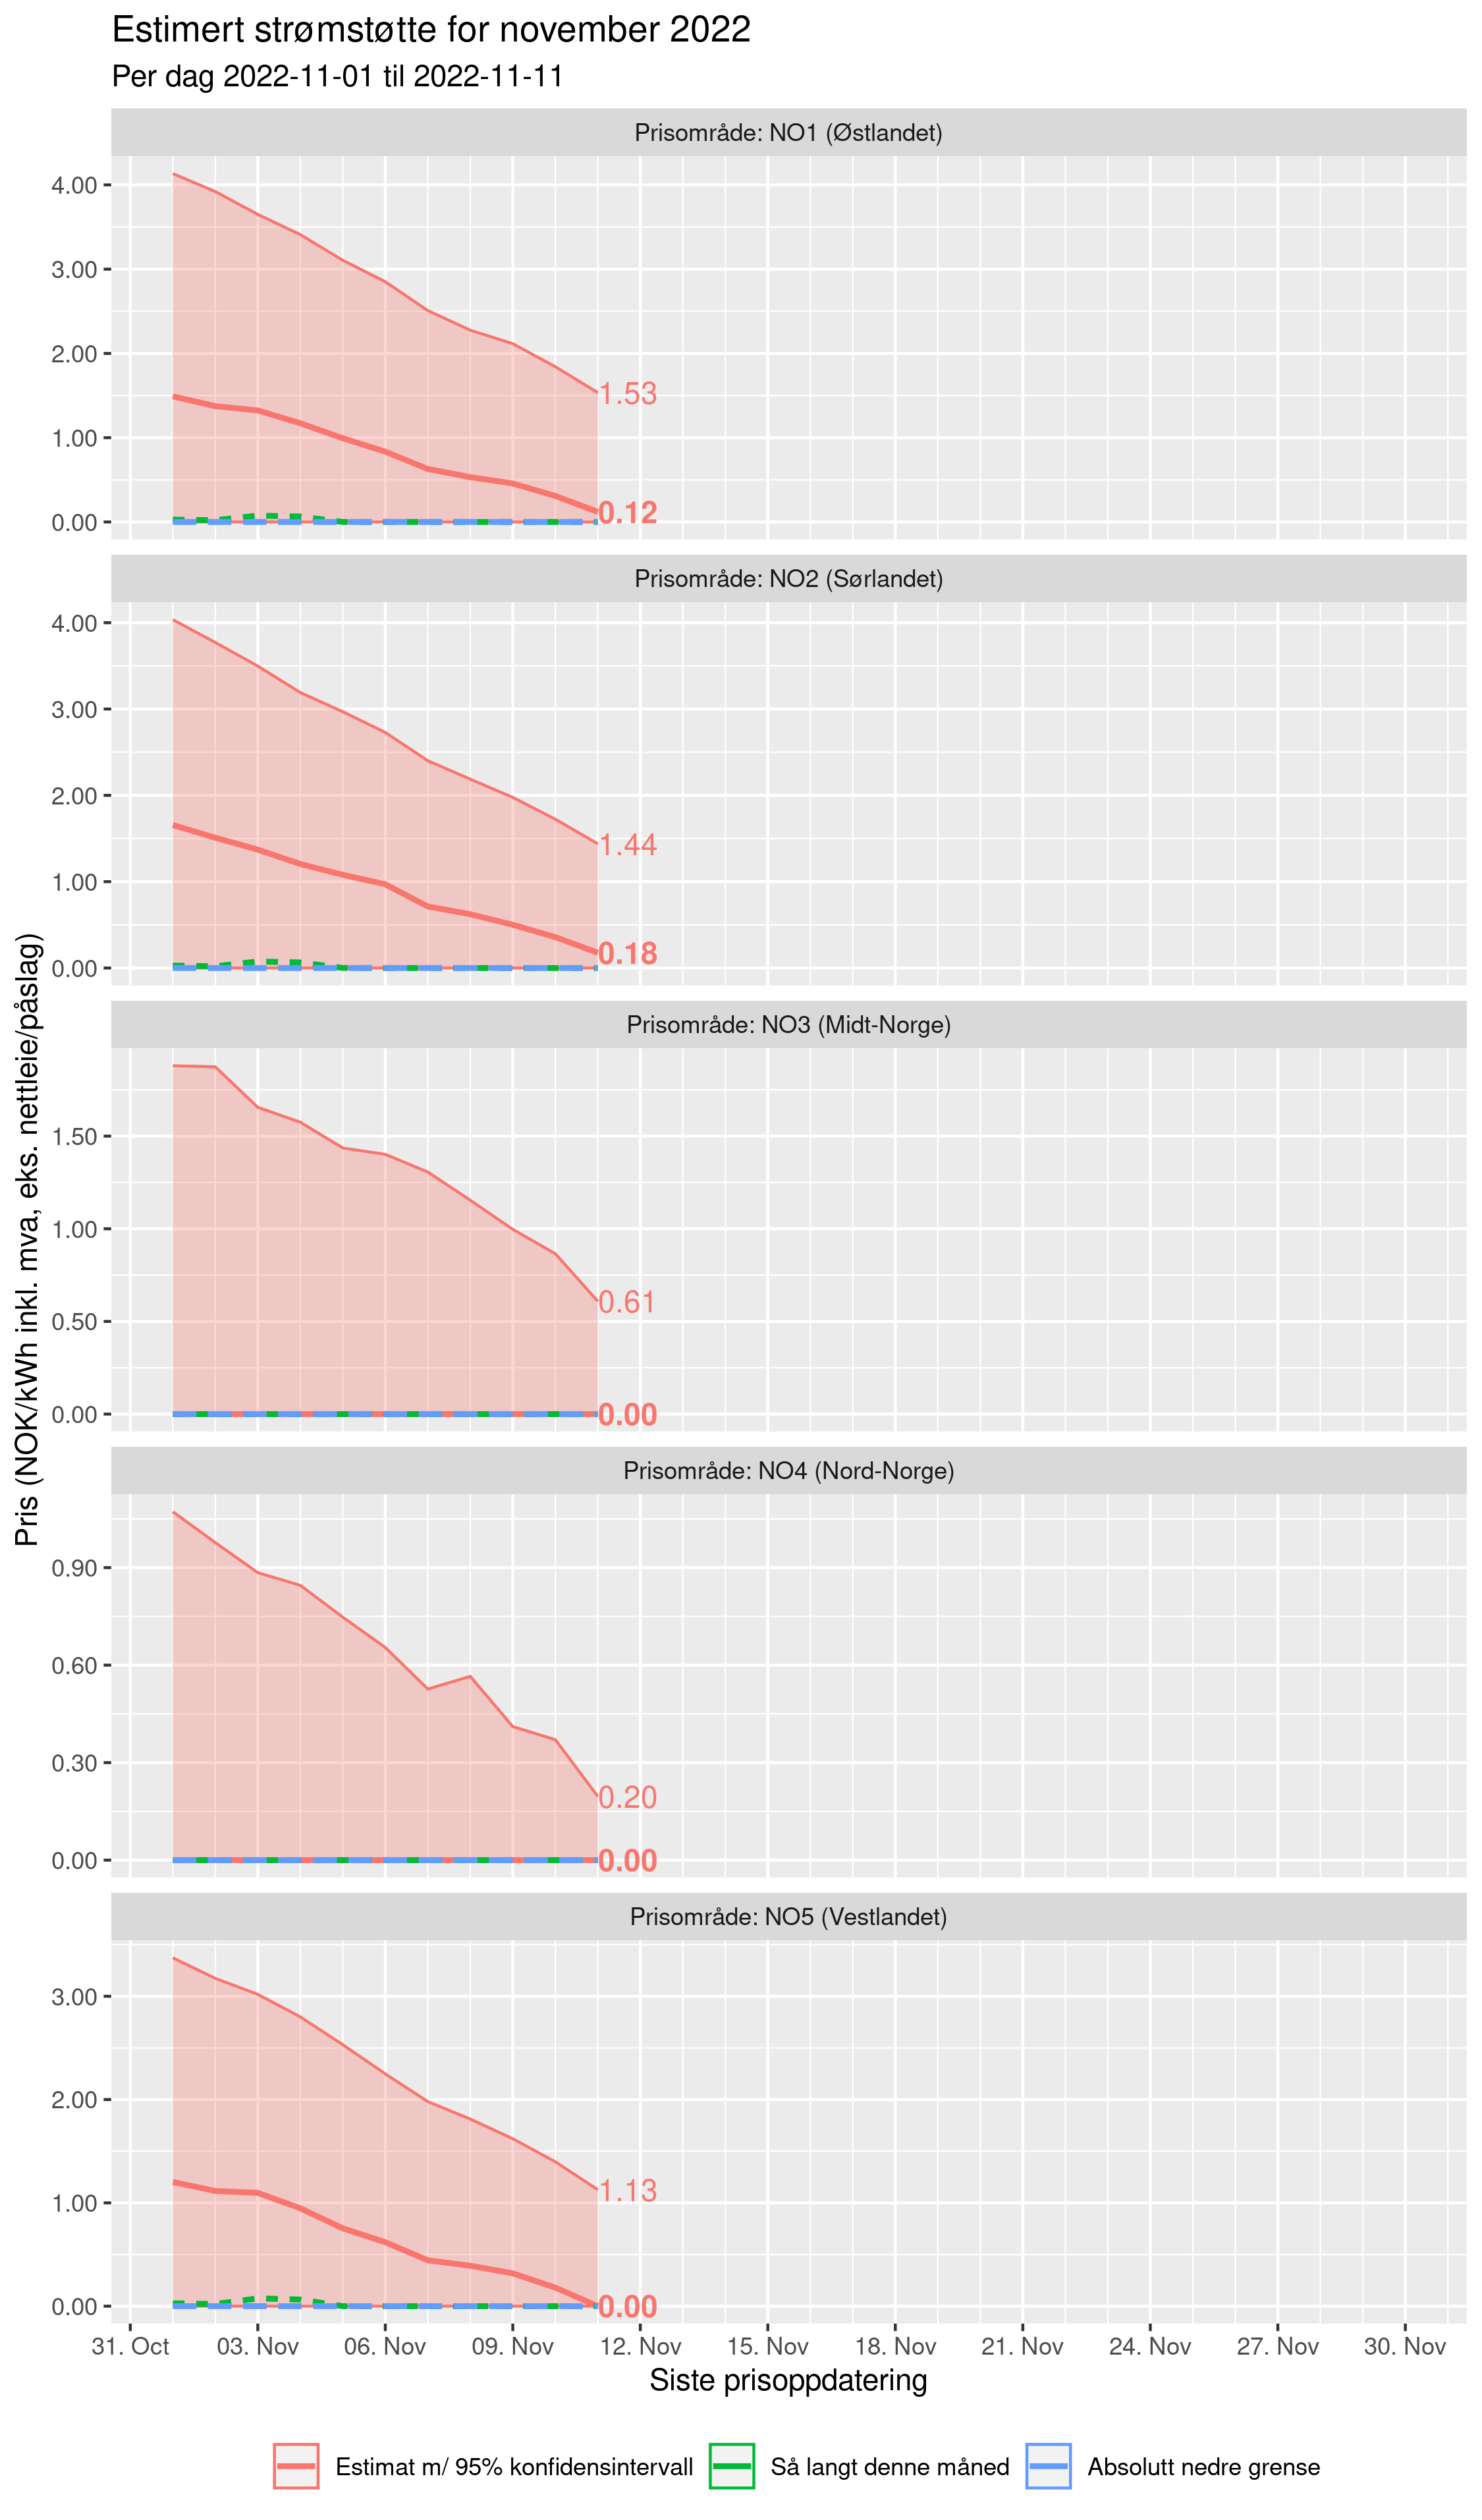 Estimert strømstøtte for november 2022
Per dag 2022-11-01 til 2022-11-11
Pris (NOK/kWh inkl. mva, eks. nettleie/påslag)
Prisområde: NO1 (Østlandet)
4.00
3.00
2.00
1.00
0.00
1.53
0.12
Prisområde: NO2 (Sørlandet)
4.00
3.00
2.00
1.00
0.00
1.44
0.18
Prisområde: NO3 (Midt-Norge)
1.50
1.00
0.50
0.00
0.61
0.00
Prisområde: NO4 (Nord-Norge)
0.90
0.60
0.30
0.00
0.20
0.00
Prisområde: NO5 (Vestlandet)
3.00
2.00
1.00
0.00
1.13
0.00
31. Oct 03. Nov 06. Nov 09. Nov 12. Nov 15. Nov 18. Nov 21. Nov 24. Nov 27. Nov 30. Nov
Siste prisoppdatering
Estimat m/ 95% konfidensintervall Så langt denne måned Absolutt nedre grense